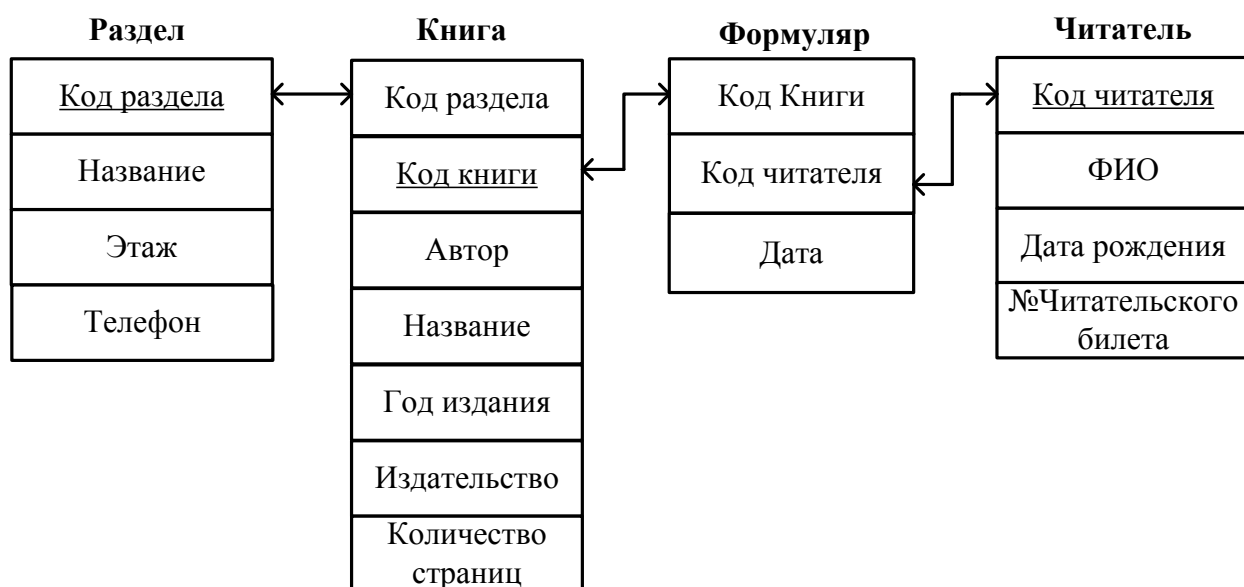 Раздел
Код раздела
Название
Этаж
Телефон
Книга
Код раздела
Код книги
Автор
Название
Год издания
Издательство
Количество
страниц
Формуляр
Код Книги
Код читателя
Дата
Читатель
Код читателя
ФИО
Дата рождения
№Читательского
билета